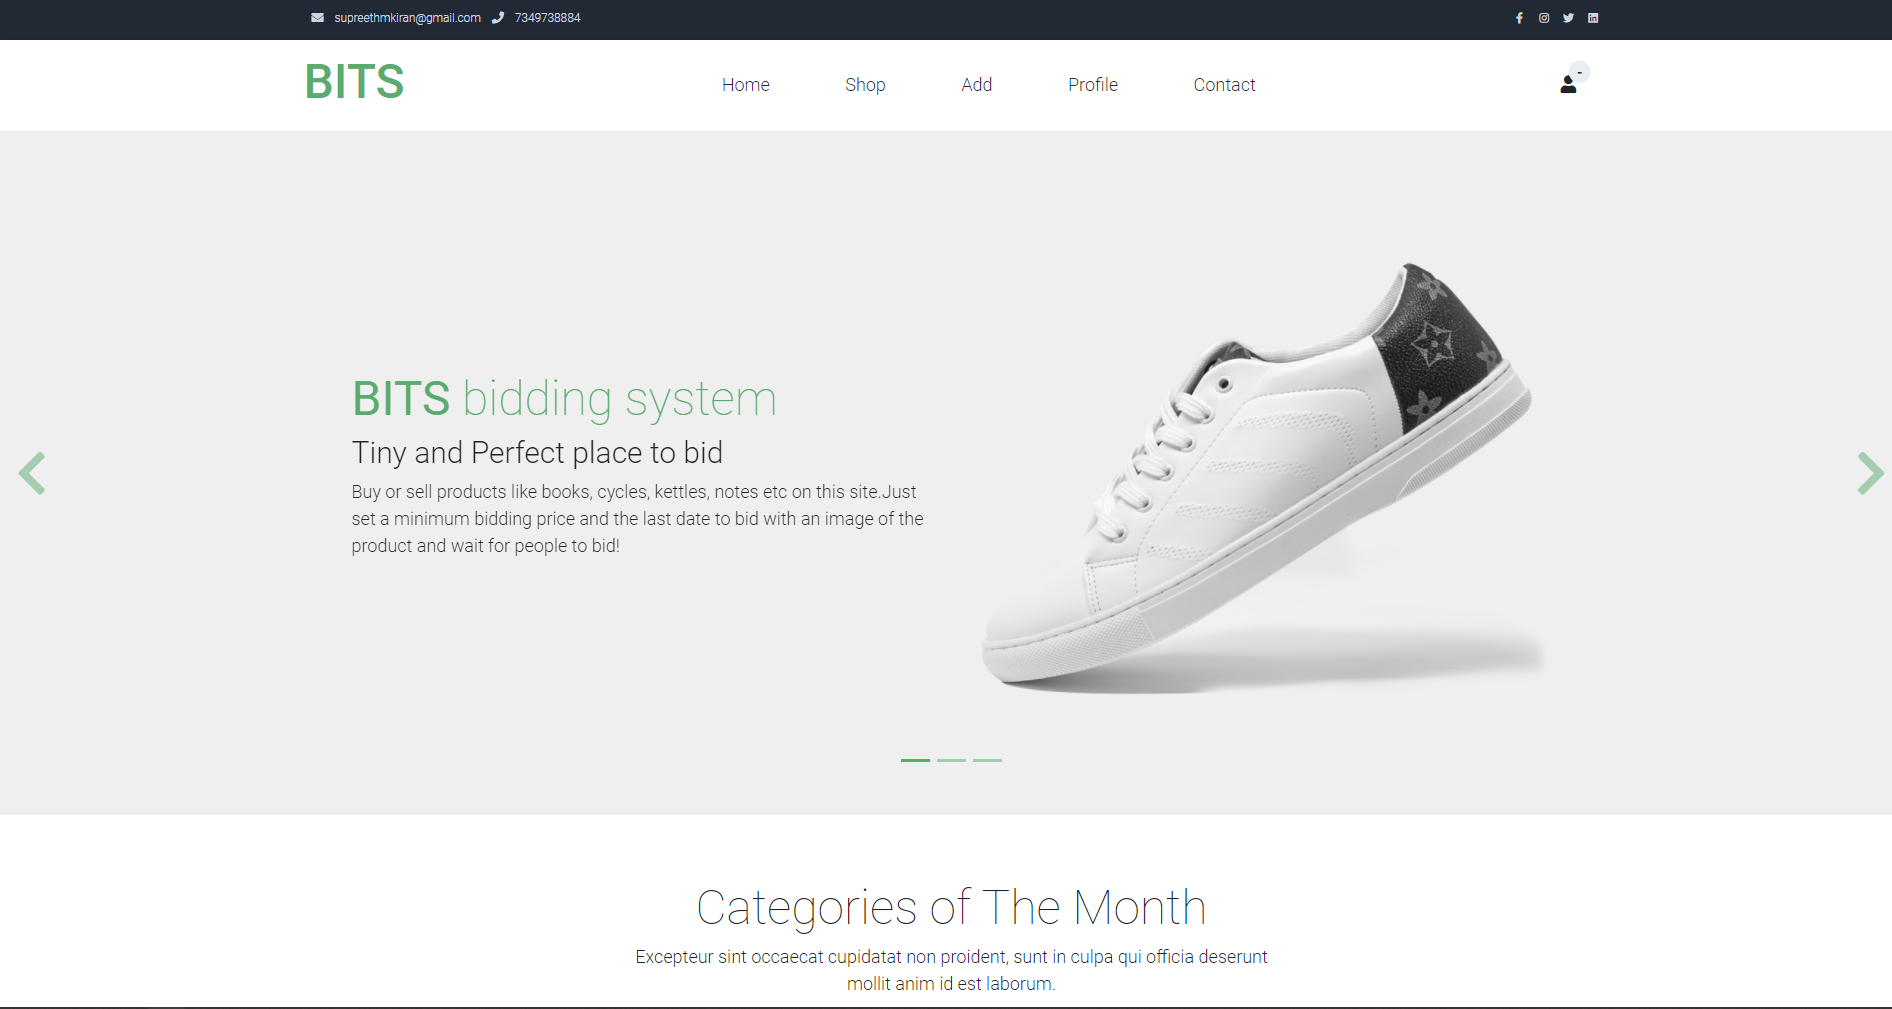 supreethmkiran@gmail.com 7349738884
BITS
Home Shop Add Profile Contact
-
BITS bidding system
Tiny and Perfect place to bid
Buy or sell products like books, cycles, kettles, notes etc on this site.Just
set a minimum bidding price and the last date to bid with an image of the
product and wait for people to bid!
Categories of The Month
Excepteur sint occaecat cupidatat non proident, sunt in culpa qui officia deserunt
mollit anim id est laborum.